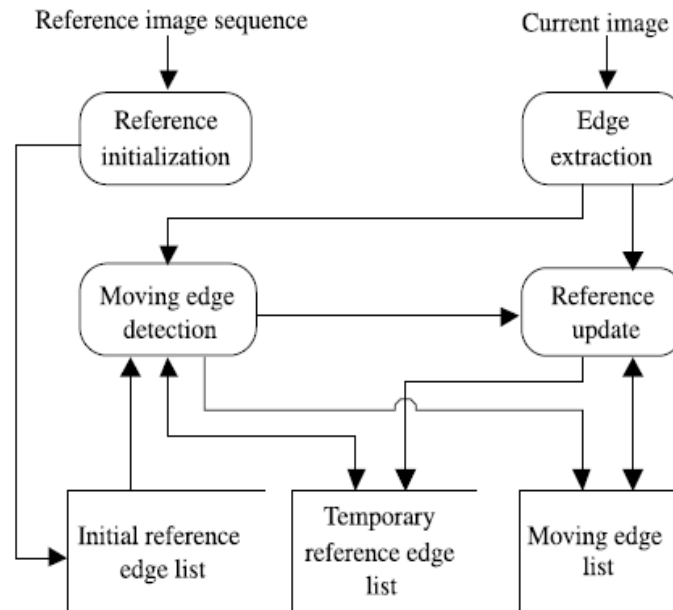 Reference image sequence
Current image
Reference
initialization
Edge
extraction
Moving edge
detection
Reference
update
Initial reference
edge list
Temporary
reference edge
list
Moving edge
list